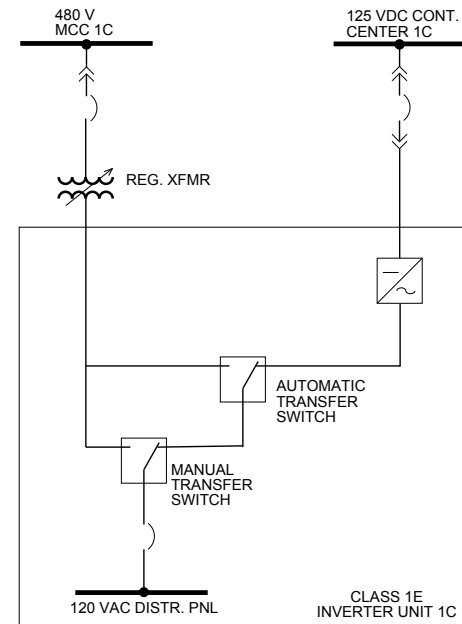 480 V
MCC 1C
125 VDC CONT.
CENTER 1C
REG. XFMR
AUTOMATIC
TRANSFER
SWITCH
MANUAL
TRANSFER
SWITCH
120 VAC DISTR. PNL
CLASS 1E
INVERTER UNIT 1C